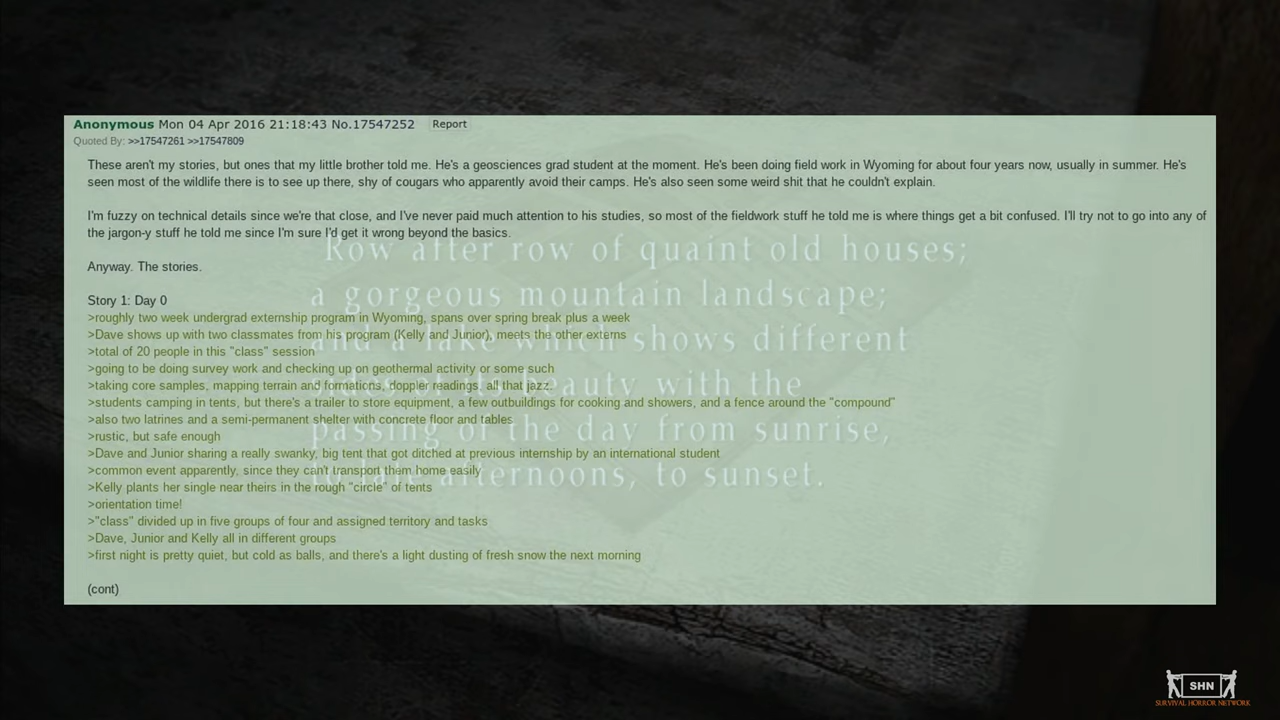 Anonymous Mon 04 Apr 2016 21:18:43 No.17547252 Report
Quoted By: >>17547261 >>17547809
These aren't my stories, but ones that my little brother told me. He's a geosciences grad student at the moment. He's been doing field work in Wyoming for about four years now, usually in summer. He's
seen most of the wildlife there is to see up there, shy of cougars who apparently avoid their camps. He's also seen some weird shit that he couldn't explain.
I'm fuzzy on technical details since we're that close, and I've never paid much attention to his studies, so most of the fieldwork stuff he told me is where things get a bit confused. I'll try not to go into any of
the jargon-y stuff he told me since I'm sure I'd get it wrong beyond the basics.
Anyway. The stories.
Story 1: Day 0
>roughly two week undergrad externship program in Wyoming, spans over spring break plus a week
>Dave shows up with two classmates from his program (Kelly and Junior), meets the other externs
>total of 20 people in this "class" session
>going to be doing survey work and checking up on geothermal activity or some such
>taking core samples, mapping terrain and formations, doppler readings, all that jazz.
>students camping in tents, but there's a trailer to store equipment, a few outbuildings for cooking and showers, and a fence around the "compound"
>also two latrines and a semi-permanent shelter with concrete floor and tables
>rustic, but safe enough
>Dave and Junior sharing a really swanky, big tent that got ditched at previous internship by an international student
>common event apparently, since they can't transport them home easily
>Kelly plants her single near theirs in the rough "circle" of tents
>orientation time!
>"class" divided up in five groups of four and assigned territory and tasks
>Dave, Junior and Kelly all in different groups
>first night is pretty quiet, but cold as balls, and there's a light dusting of fresh snow the next morning
(cont)
Row after row of quaint old houses;
a gorgeous mountain landscape;
and a lake which shows different
sides of its beauty with the
passing of the day from sunrise,
to late afternoons, to sunset.
SHN
SURVIVAL HORROR NETWORK